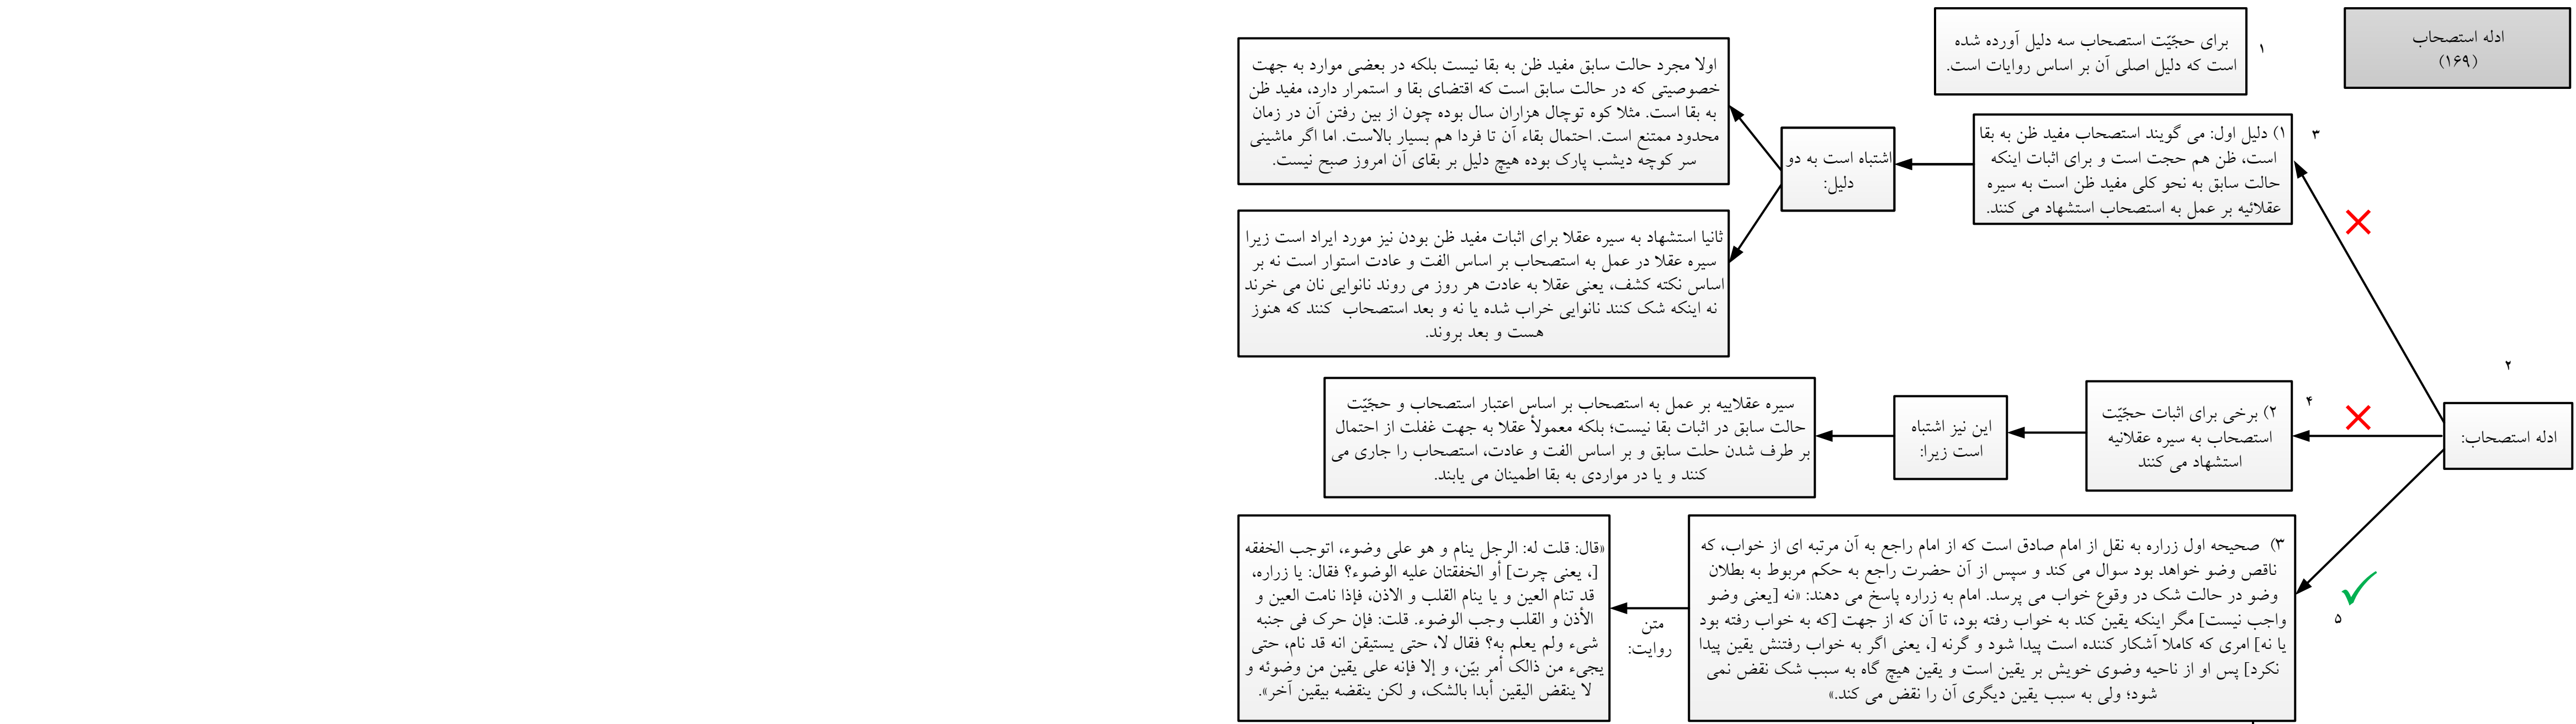 ادله استصحاب
(۱۶۹)
۱
برای حجّیّت استصحاب سه دلیل آورده شده
است که دلیل اصلی آن بر اساس روایات است.
۲
ادله استصحاب:
۳
۱) دلیل اول: می گویند استصحاب مفید ظن به بقا
است، ظن هم حجت است و برای اثبات اینکه
حالت سابق به نحو کلی مفید ظن است به سیره
عقلائیه بر عمل به استصحاب استشهاد می کنند.
اشتباه است به دو
دلیل:
اولا مجرد حالت سابق مفید ظن به بقا نیست بلکه در بعضی موارد به جهت
خصوصیتی که در حالت سابق است که اقتضای بقا و استمرار دارد، مفید ظن
به بقا است. مثلا کوه توچال هزاران سال بوده چون از بین رفتن آن در زمان
محدود ممتنع است. احتمال بقاء آن تا فردا هم بسیار بالاست. اما اگر ماشینی
سر کوچه دیشب پارک بوده هیچ دلیل بر بقای آن امروز صبح نیست.
ثانیا استشهاد به سیره عقلا برای اثبات مفید ظن بودن نیز مورد ایراد است زیرا
سیره عقلا در عمل به استصحاب بر اساس الفت و عادت استوار است نه بر
اساس نکته کشف، یعنی عقلا به عادت هر روز می روند نانوایی نان می خرند
نه اینکه شک کنند نانوایی خراب شده یا نه و بعد استصحاب کنند که هنوز
هست و بعد بروند.
۴
۲) برخی برای اثبات حجّیّت
استصحاب به سیره عقلانیه
استشهاد می کنند
این نیز اشتباه
است زیرا:
سیره عقلاییه بر عمل به استصحاب بر اساس اعتبار استصحاب و حجّیّت
حالت سابق در اثبات بقا نیست؛ بلکه معمولاً عقلا به جهت غفلت از احتمال
بر طرف شدن حلت سابق و بر اساس الفت و عادت، استصحاب را جاری می
کنند و یا در مواردی به بقا اطمینان می یابند.
۵
۳) صحیحه اول زراره به نقل از امام صادق است که از امام راجع به آن مرتبه ای از خواب، که
ناقص وضو خواهد بود سوال می کند و سپس از آن حضرت راجع به حکم مربوط به بطلان
وضو در حالت شک در وقوع خواب می پرسد. امام به زراره پاسخ می دهند: «نه [یعنی وضو
واجب نیست] مگر اینکه یقین کند به خواب رفته بود، تا آن که از جهت [که به خواب رفته بود
یا نه] امری که کاملا آشکار کننده است پیدا شود و گرنه [، یعنی اگر به خواب رفتنش یقین پیدا
نکرد] پس او از ناحیه وضوی خویش بر یقین است و یقین هیچ گاه به سبب شک نقض نمی
شود؛ ولی به سبب یقین دیگری آن را نقض می کند.»
متن
روایت:
«قال: قلت له: الرجل ینام و هو علی وضوء، اتوجب الخفقه
[، یعنی چرت] أو الخفقتان علیه الوضوء؟ فقال: یا زراره،
قد تنام العین و یا ینام القلب و الاذن، فإذا نامت العین و
الأذن و القلب وجب الوضوء. قلت: فإن حرک فی جنبه
شیء ولم یعلم به؟ فقال لا، حتی یستیقن انه قد نام، حتی
یجیء من ذالک أمر بیّن، و إلا فإنه علی یقین من وضوئه و
لا ینقض الیقین أبدا بالشک، و لکن ینقضه بیقین آخر».